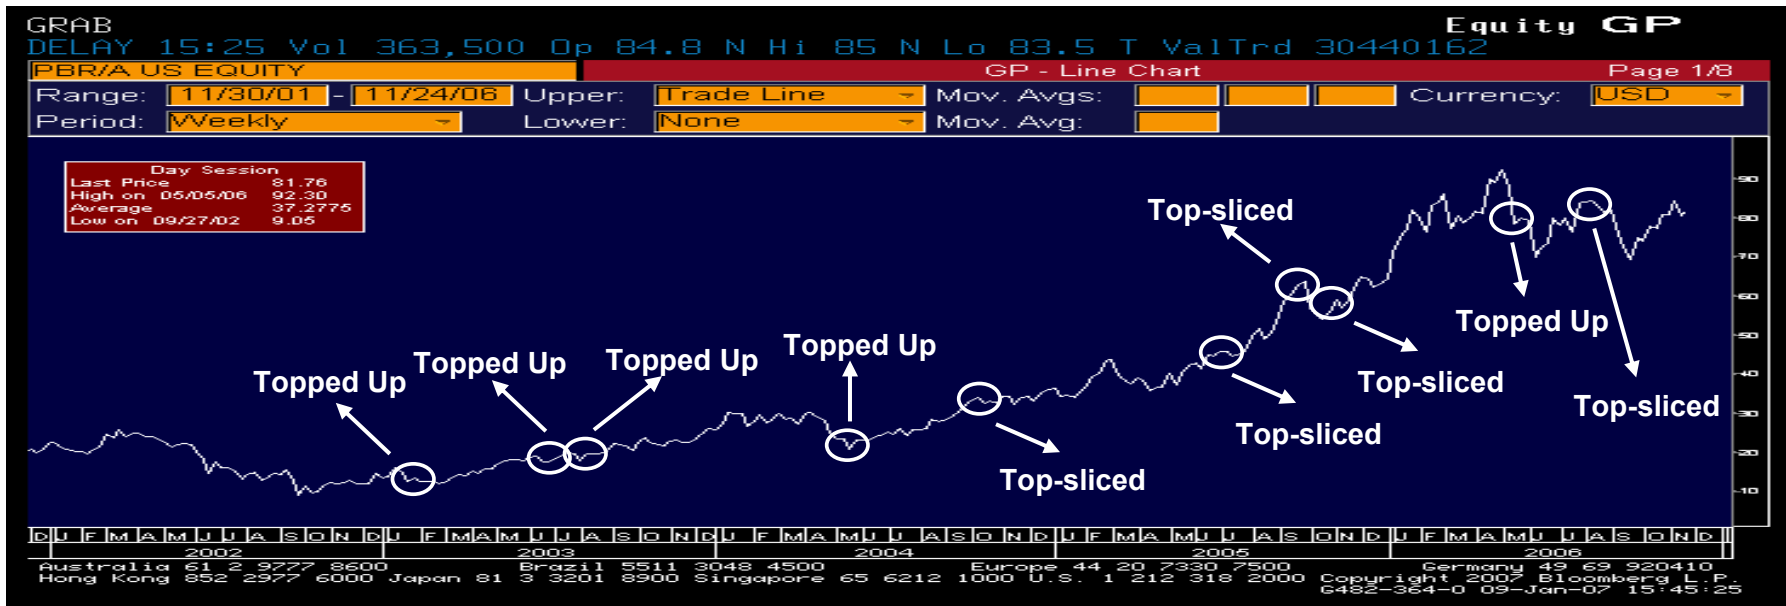 GRAB Equity GP
DELAY 15:25 Vol 363,500 Op 84.8 N Hi 85 N Lo 83.5 T ValTrd 30440162
PBR/A US EQUITY GP - Line Chart Page 1/8
Range: 11/30/01 - 11/24/06 Upper: Trade Line Mov. Avgs: Currency: USD
Period: Weekly Lower: None Mov. Avg:
Day Session
Last Price 81.76
High on 05/05/06 92.30
Average 37.2775
Low on 09/27/02 9.05
90
Top-sliced
80
70
60
Topped Up
50
Topped Up
Topped Up
Topped Up
Topped Up
40
Top-sliced
Top-sliced
30
Top-sliced
20
Top-sliced
10
D J F M A M J J A S O N D J F M A M J J A S O N D J F M A M J J A S O N D J F M A M J J A S O N D J F M A M J J A S O N D
2002 2003 2004 2005 2006
Australia 61 2 9777 8600 Brazil 5511 3048 4500 Europe 44 20 7330 7500 Germany 49 69 920410
Hong Kong 852 2977 6000 Japan 81 3 3201 8900 Singapore 65 6212 1000 U.S. 1 212 318 2000 Copyright 2007 Bloomberg L.P.
G482-364-0 09-Jan-07 15:45:25